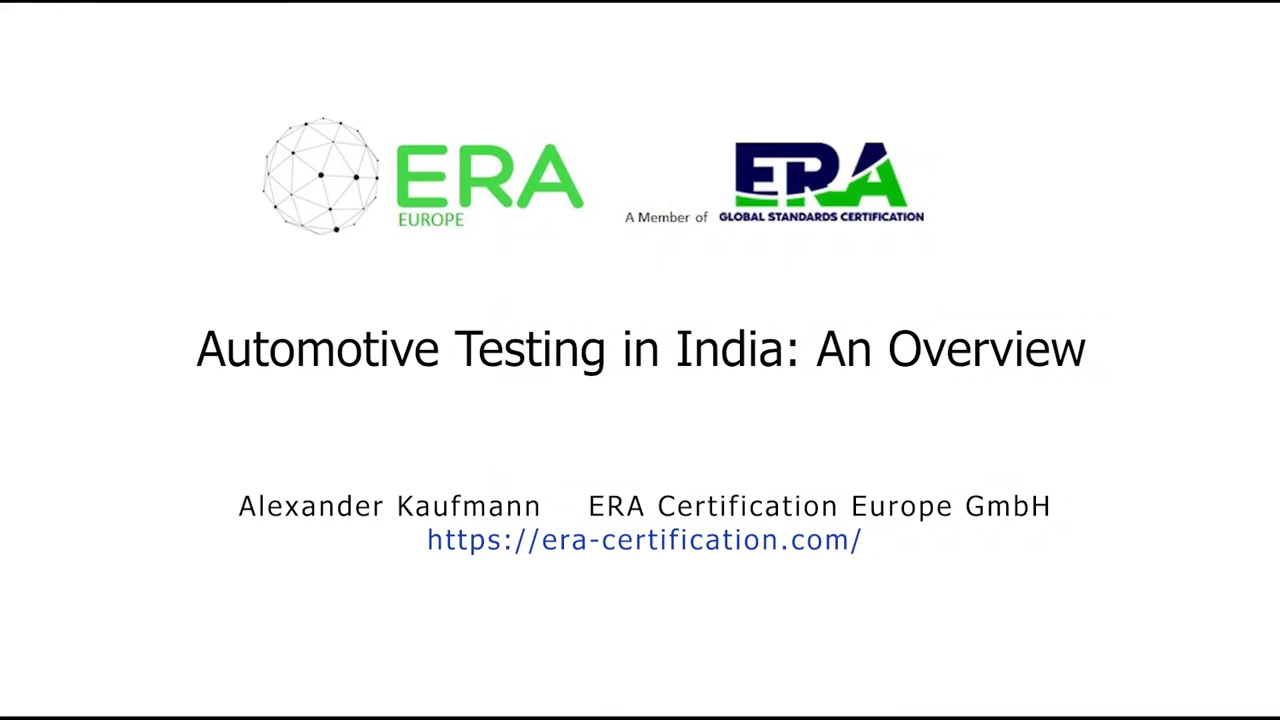 ERA
EUROPE
A Member of
ERA
GLOBAL STANDARDS CERTIFICATION
Automotive Testing in India: An Overview
Alexander Kaufmann ERA Certification Europe GmbH
https://era-certification.com/